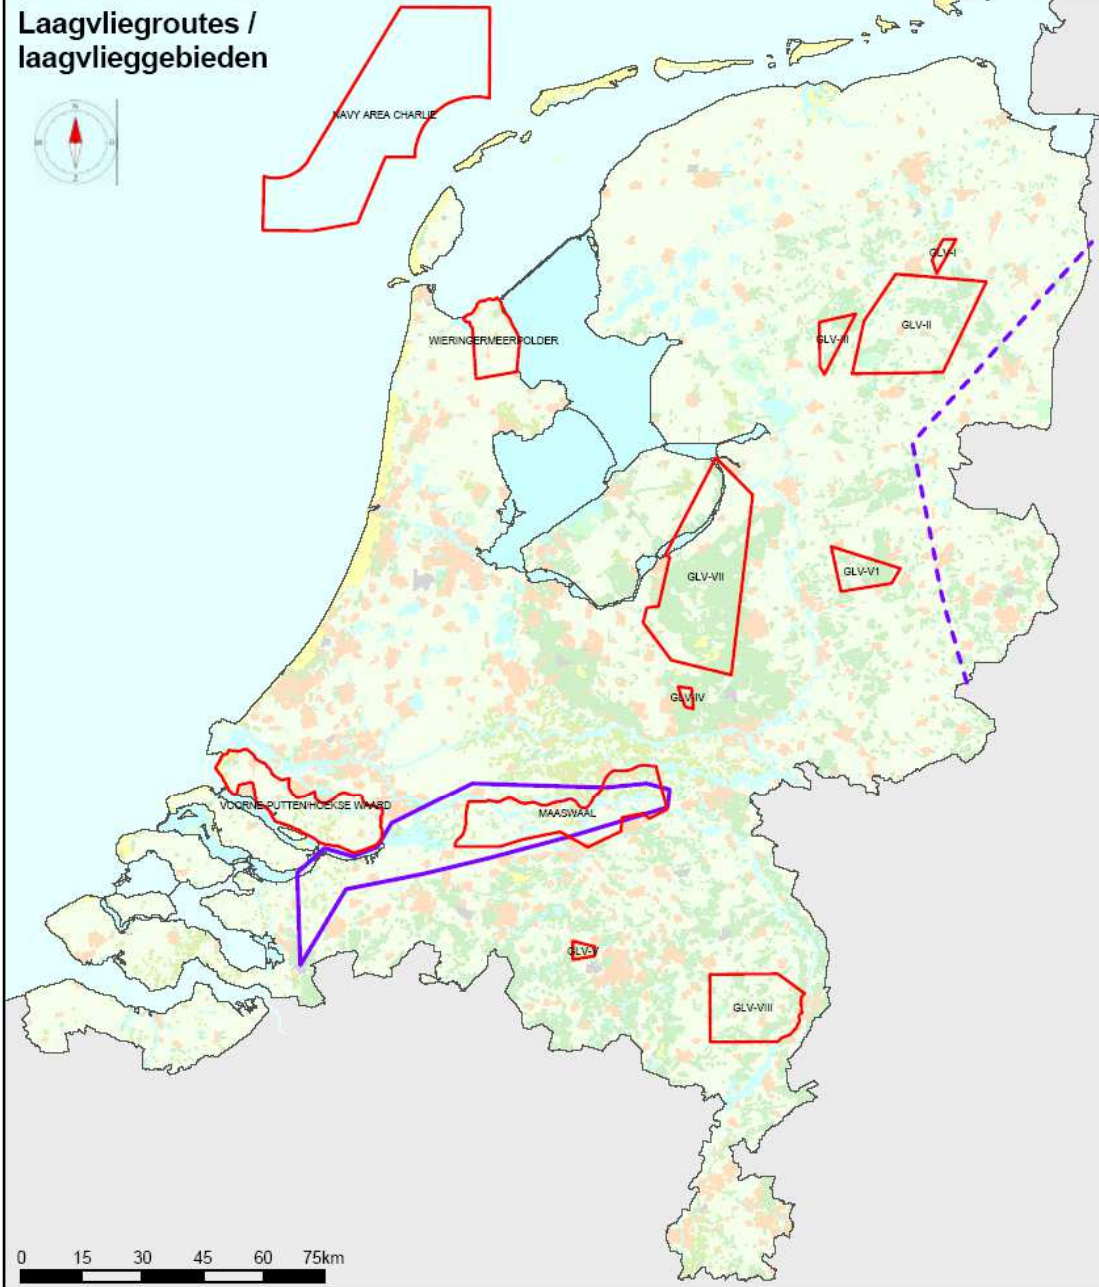 Laagvliegroutes /
laagvlieggebieden
NAVY AREA CHARLIE
N
Z
GLV-I
GLV-II
GLV-III
WIERINGERMEERPOLDER
GLV-V1
GLV-VII
GLV-IV
VOORNE-PUTTEN/HOEKSE WAARD
MAASWAAL
GLV-V
GLV-VIII
0 15 30 45 60 75km